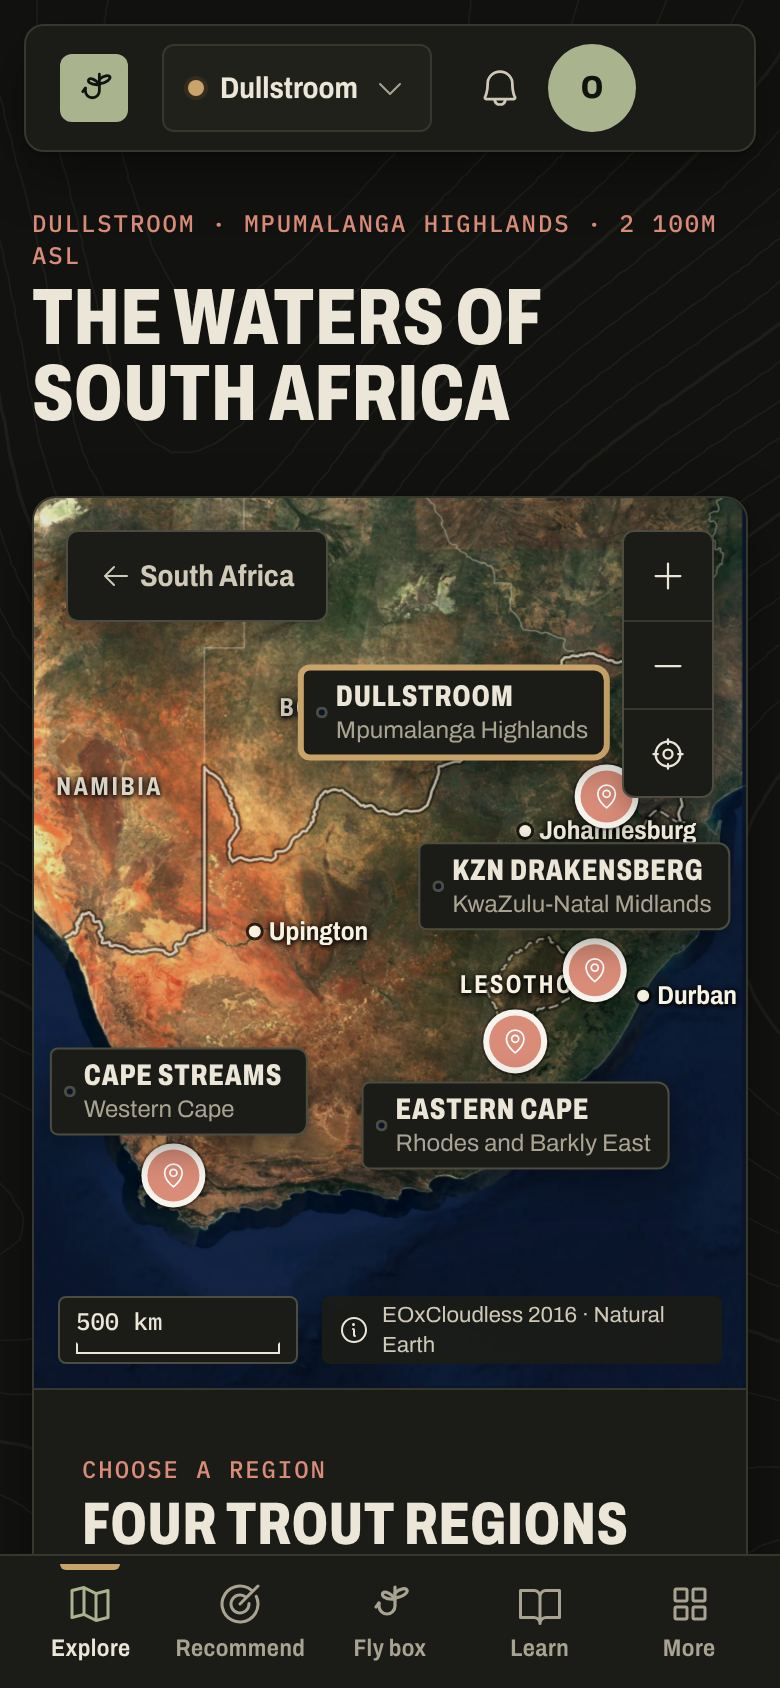 Dullstroom
O
DULLSTROOM · MPUMALANGA HIGHLANDS · 2 100M
ASL
THE WATERS OF
SOUTH AFRICA
South Africa
DULLSTROOM
Mpumalanga Highlands
NAMIBIA
Johannesburg
KZN DRAKENSBERG
KwaZulu-Natal Midlands
Upington
LESOTHO
Durban
CAPE STREAMS
Western Cape
EASTERN CAPE
Rhodes and Barkly East
500 km
EOxCloudless 2016 · Natural
Earth
CHOOSE A REGION
FOUR TROUT REGIONS
Explore
Recommend
Fly box
Learn
More